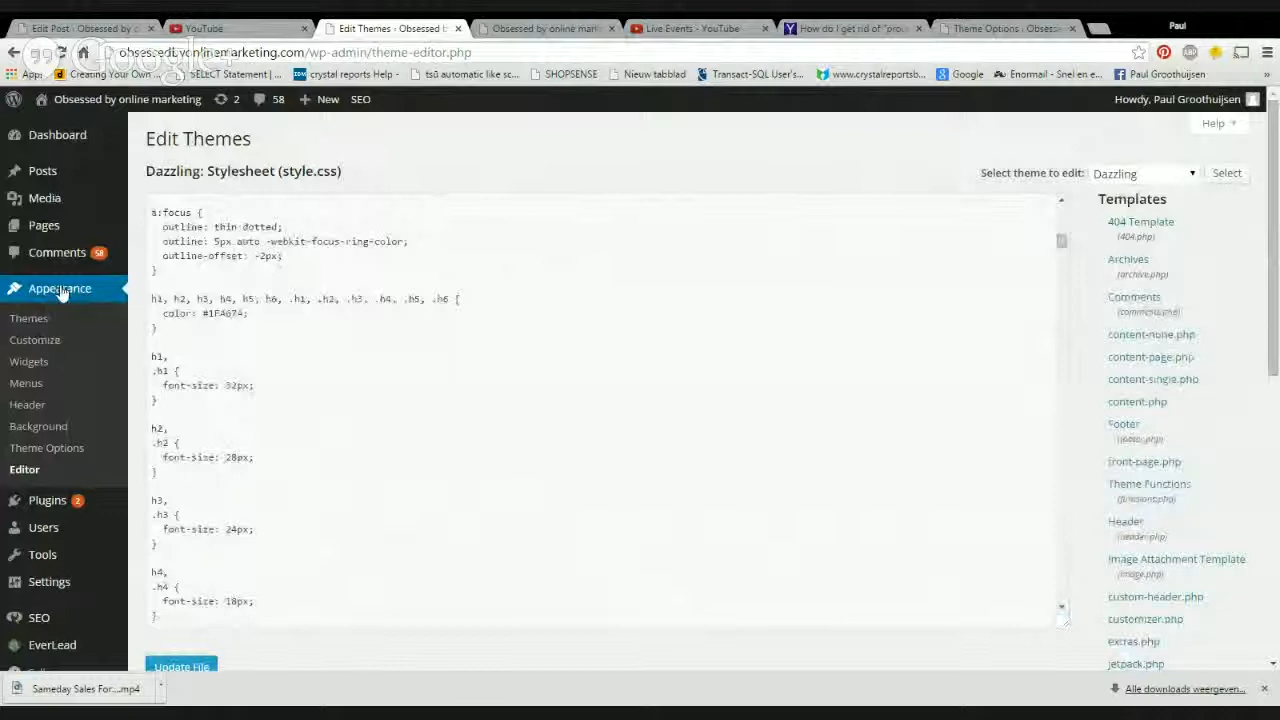 Paul
Edit Post ‹ Obsessed by o
YouTube
Edit Themes ‹ Obsessed b
Obsessed by online mark
Live Events - YouTube
How do I get rid of "proc
Theme Options ‹ Obsesse
obsessedbyonlinemarketing.com/wp-admin/theme-editor.php
Google+
Apps
Creating Your Own
SELECT Statement |...
crystal reports Help -
ts0 automatic like sc...
SHOPSENSE
Nieuw tabblad
Transact-SQL User's...
www.crystalreportsb...
Google
Enormail - Snel en e...
Paul Groothuijsen
»
Obsessed by online marketing
2
58
+ New
SEO
Howdy, Paul Groothuijsen
Dashboard
Posts
Media
Pages
Comments 58
Appearance
Themes
Customize
Widgets
Menus
Header
Background
Theme Options
Editor
Plugins 2
Users
Tools
Settings
SEO
EverLead
Edit Themes
Help
Dazzling: Stylesheet (style.css)
Select theme to edit: Dazzling Select
a:focus {
outline: thin dotted;
outline: 5px auto -webkit-focus-ring-color;
outline-offset: -2px;
}
h1, h2, h3, h4, h5, h6, .h1, .h2, .h3, .h4, .h5, .h6 {
color: #1FA67A;
}
h1,
.h1 {
font-size: 32px;
}
h2,
.h2 {
font-size: 28px;
}
h3,
.h3 {
font-size: 24px;
}
h4,
.h4 {
font-size: 18px;
}
Update File
Templates
404 Template
(404.php)
Archives
(archive.php)
Comments
(comments.php)
content-none.php
content-page.php
content-single.php
content.php
Footer
(footer.php)
front-page.php
Theme Functions
(functions.php)
Header
(header.php)
Image Attachment Template
(image.php)
custom-header.php
customizer.php
extras.php
jetpack.php
Sameday Sales For....mp4
Alle downloads weergeven...